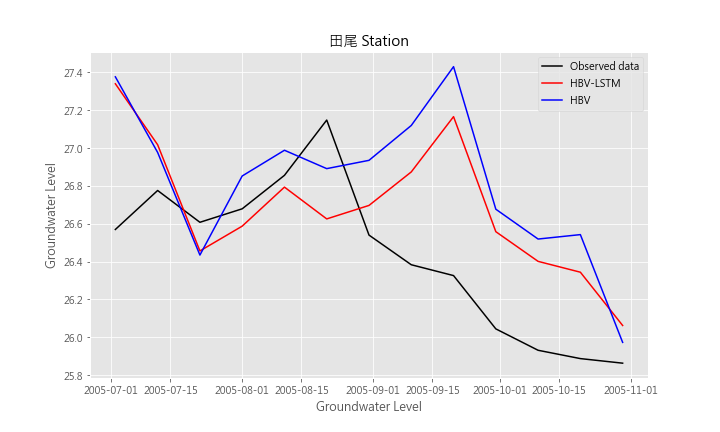 田尾 Station
Observed data
HBV-LSTM
HBV
Groundwater Level
27.4
27.2
27.0
26.8
26.6
26.4
26.2
26.0
25.8
2005-07-01 2005-07-15 2005-08-01 2005-08-15 2005-09-01 2005-09-15 2005-10-01 2005-10-15 2005-11-01
Groundwater Level